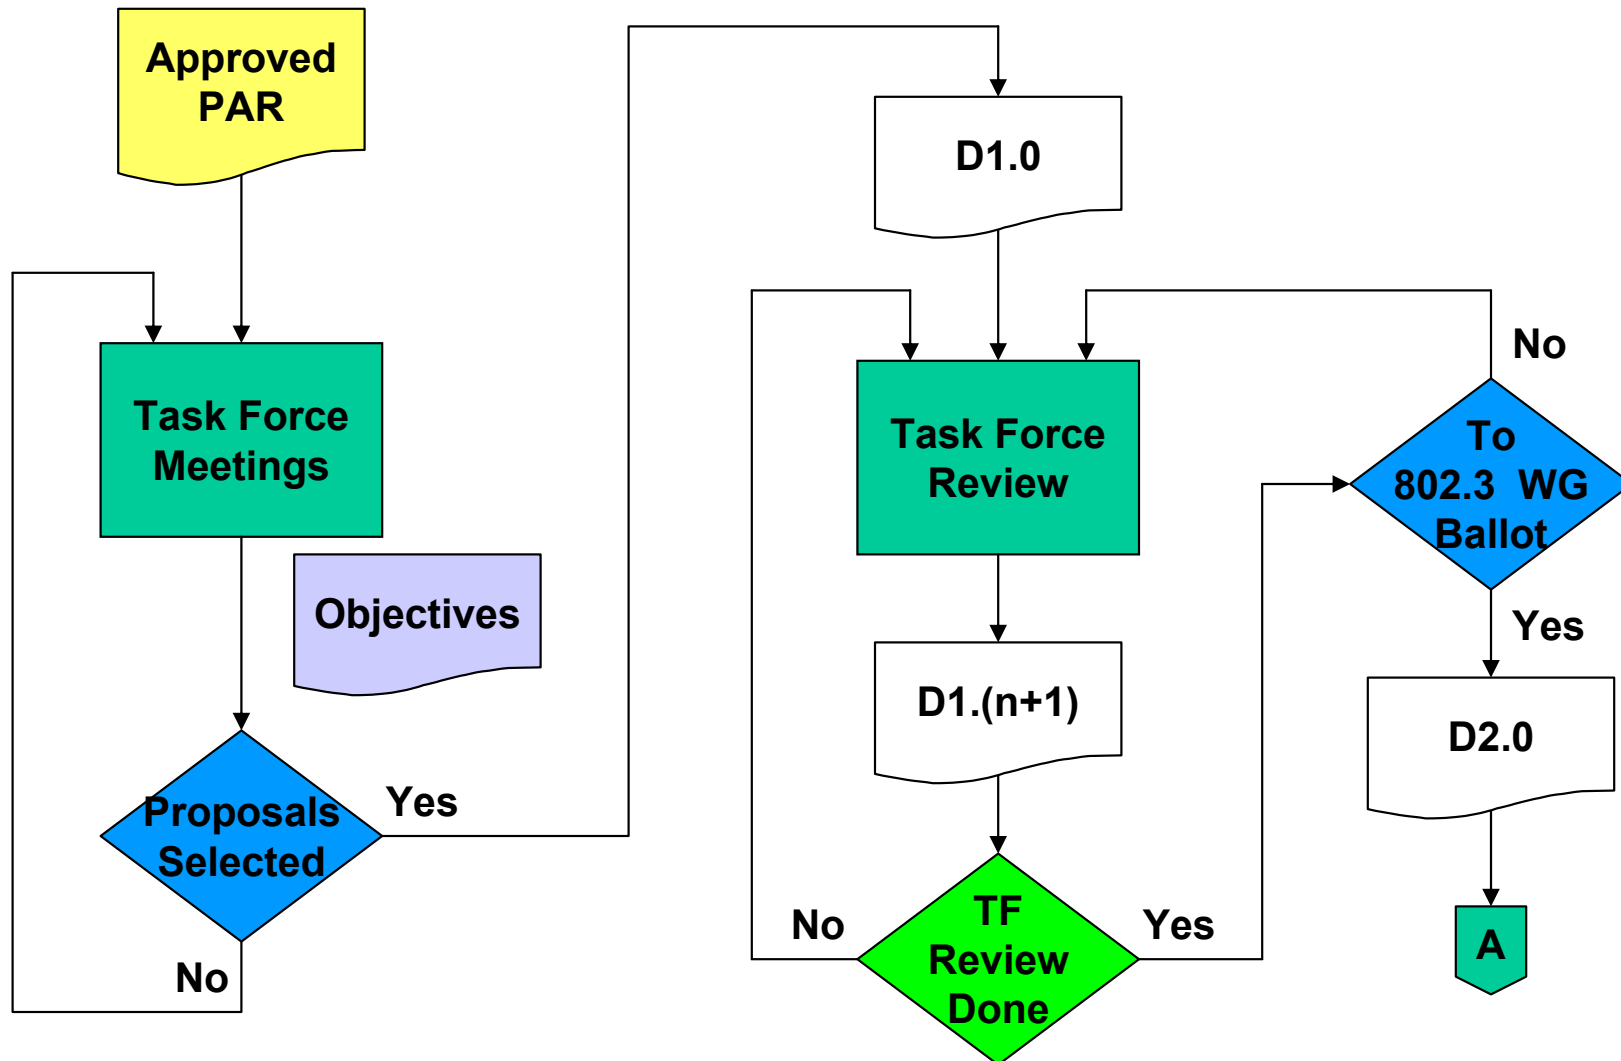 Approved
PAR
Task Force
Meetings
Objectives
Proposals
Selected
Yes
No
D1.0
Task Force
Review
D1.(n+1)
TF
Review
Done
No
Yes
To
802.3 WG
Ballot
No
Yes
D2.0
A